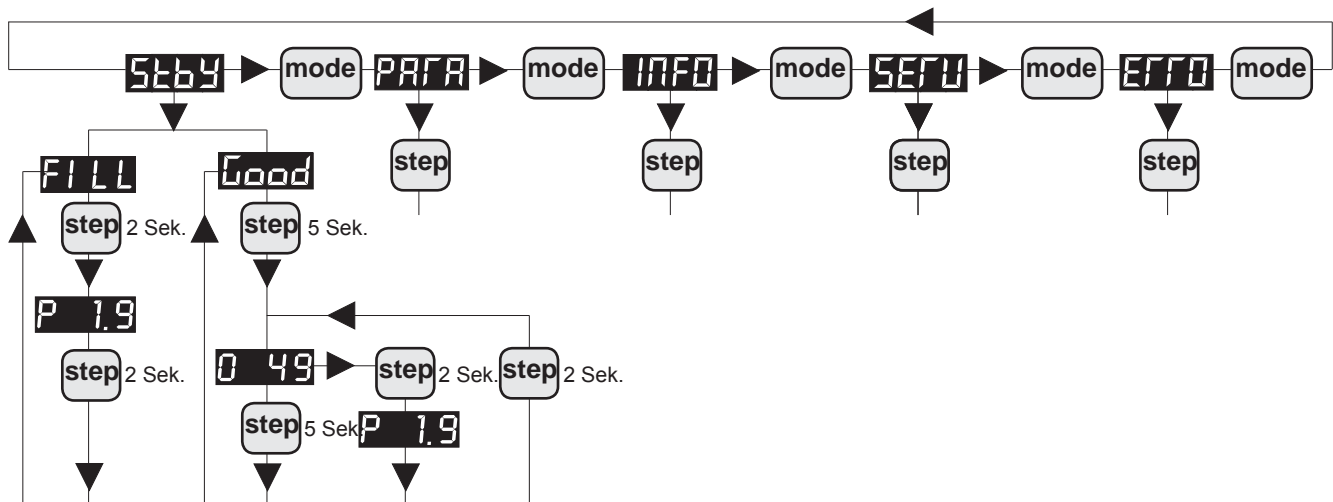 Stby mode PArA mode INFO mode SErU mode ErrO mode
step step step step
FILL Good
step 2 Sek. step 5 Sek.
P 1.9
step 2 Sek. 0 49 step 2 Sek. step 2 Sek.
step 5 Sek. P 1.9